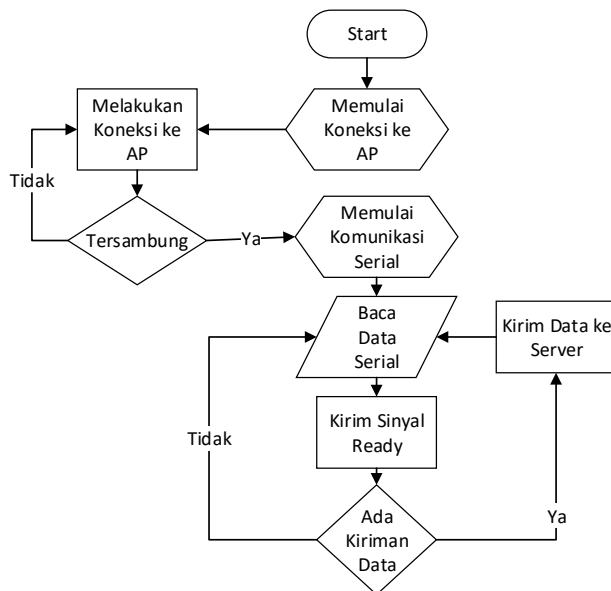 Start
Memulai
Koneksi ke
AP
Melakukan
Koneksi ke
AP
Tidak
Tersambung
Ya
Memulai
Komunikasi
Serial
Baca
Data
Serial
Kirim Data ke
Server
Kirim Sinyal
Ready
Tidak
Ada
Kiriman
Data
Ya